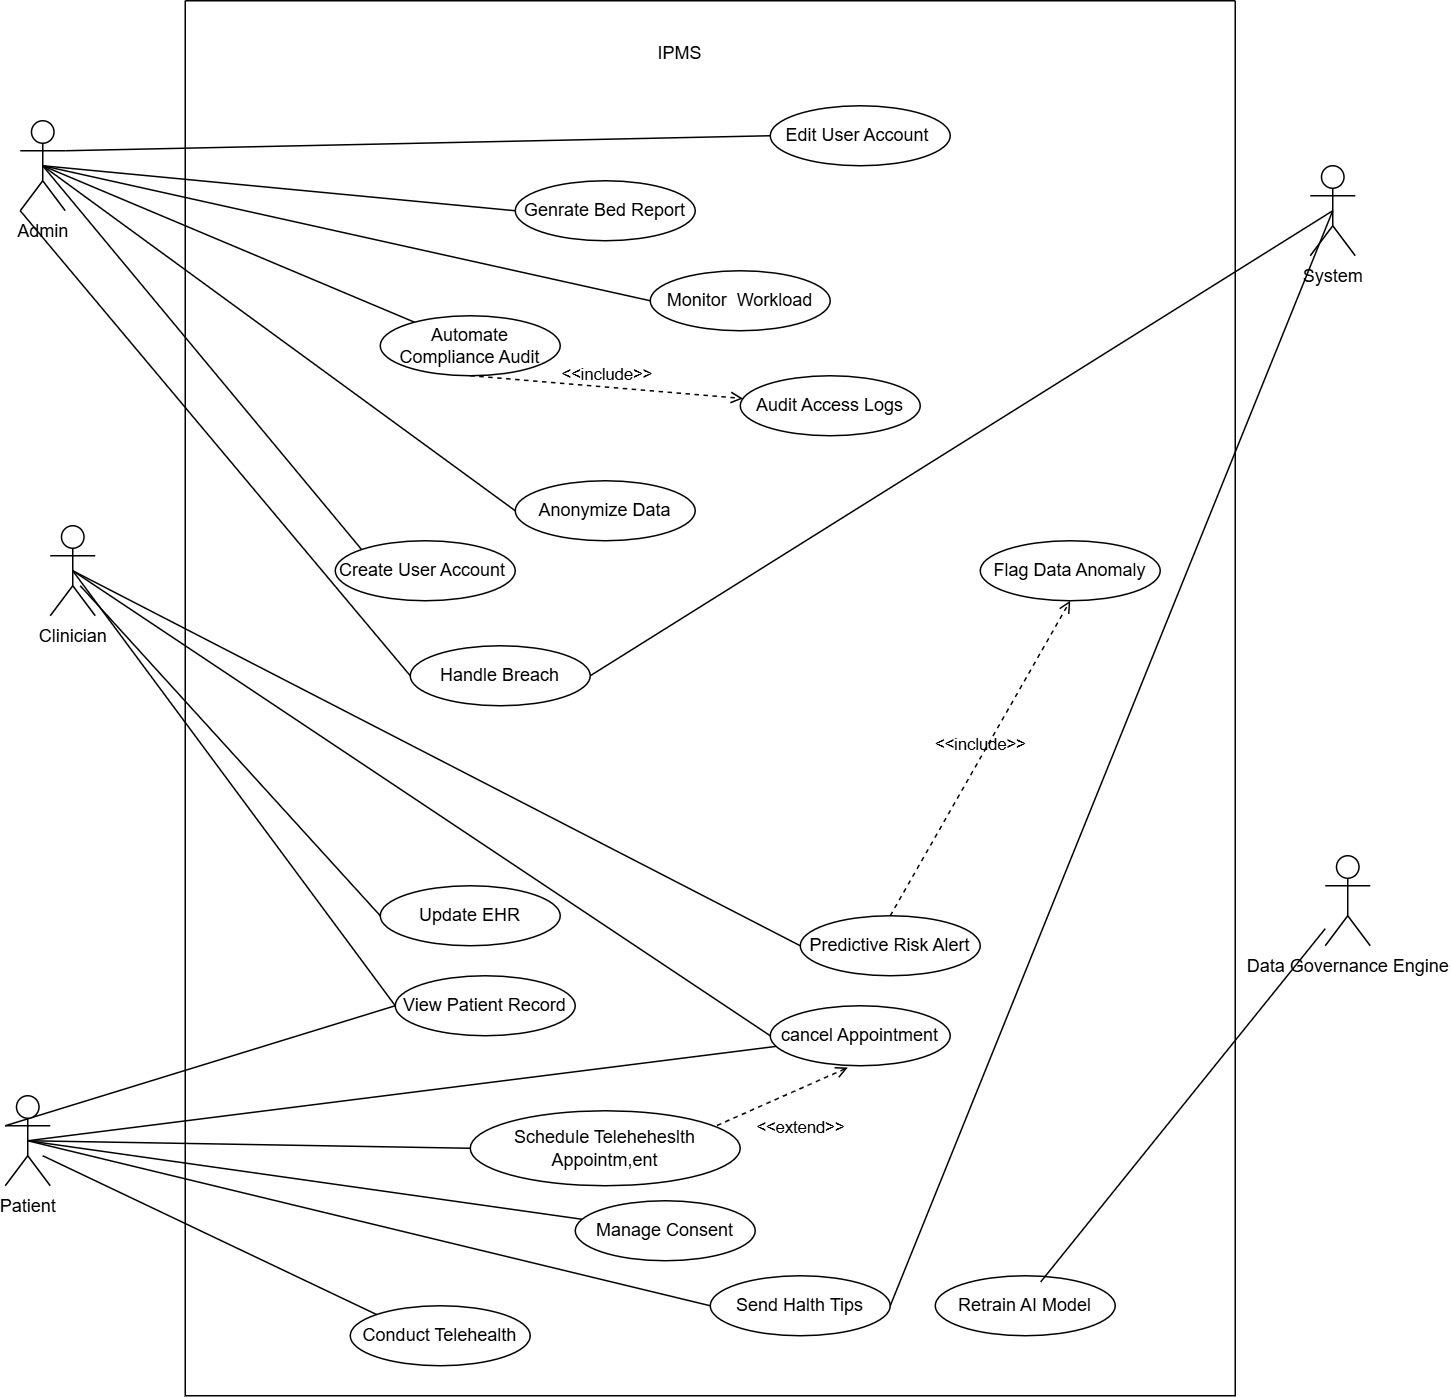 IPMS
Edit User Account
Genrate Bed Report
Admin
System
Monitor  Workload
Automate
Compliance Audit
<<include>>
Audit Access Logs
Anonymize Data
Create User Account
Flag Data Anomaly
Clinician
Handle Breach
<<include>>
Update EHR
Predictive Risk Alert
Data Governance Engine
View Patient Record
cancel Appointment
<<extend>>
Schedule Teleheheslth
Appointm,ent
Patient
Manage Consent
Send Halth Tips
Retrain AI Model
Conduct Telehealth